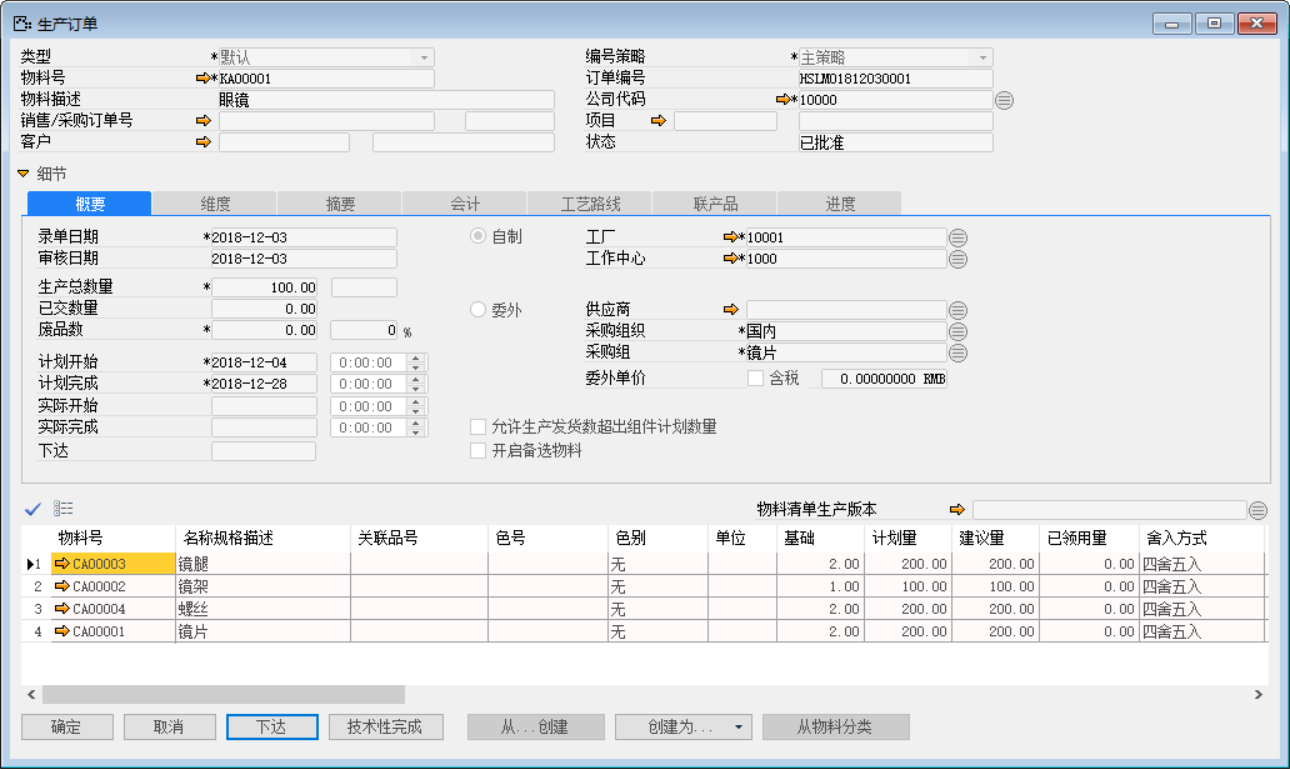 生产订单
类型 *默认 编号策略 *主策略
物料号 *KA00001 订单编号 HSLM01812030001
物料描述 眼镜 公司代码 *10000
销售/采购订单号 项目
客户 状态 已批准
细节
概要 维度 摘要 会计 工艺路线 联产品 进度
录单日期 *2018-12-03 自制 工厂 *10001
审核日期 2018-12-03 工作中心 *1000
生产总数量 * 100.00
已交数量 0.00 委外 供应商
废品数 * 0.00 0 % 采购组织 *国内
采购组 *镜片
计划开始 *2018-12-04 0:00:00
计划完成 *2018-12-28 0:00:00 委外单价 含税 0.00000000 RMB
实际开始 0:00:00
实际完成 0:00:00 允许生产发货数超出组件计划数量
下达 开启备选物料
物料清单生产版本
物料号 名称规格描述 关联品号 色号 色别 单位 基础 计划量 建议量 已领用量 舍入方式
1 CA00003 镜腿 无 2.00 200.00 200.00 0.00 四舍五入
2 CA00002 镜架 无 1.00 100.00 100.00 0.00 四舍五入
3 CA00004 螺丝 无 2.00 200.00 200.00 0.00 四舍五入
4 CA00001 镜片 无 2.00 200.00 200.00 0.00 四舍五入
确定 取消 下达 技术性完成 从...创建 创建为... 从物料分类